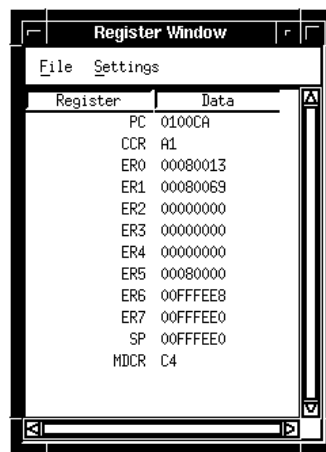 Register Window
File Settings
Register Data
PC 0100CA
CCR A1
ER0 00080013
ER1 00080069
ER2 00000000
ER3 00000000
ER4 00000000
ER5 00080000
ER6 00FFFEE8
ER7 00FFFEE0
SP 00FFFEE0
MDCR C4